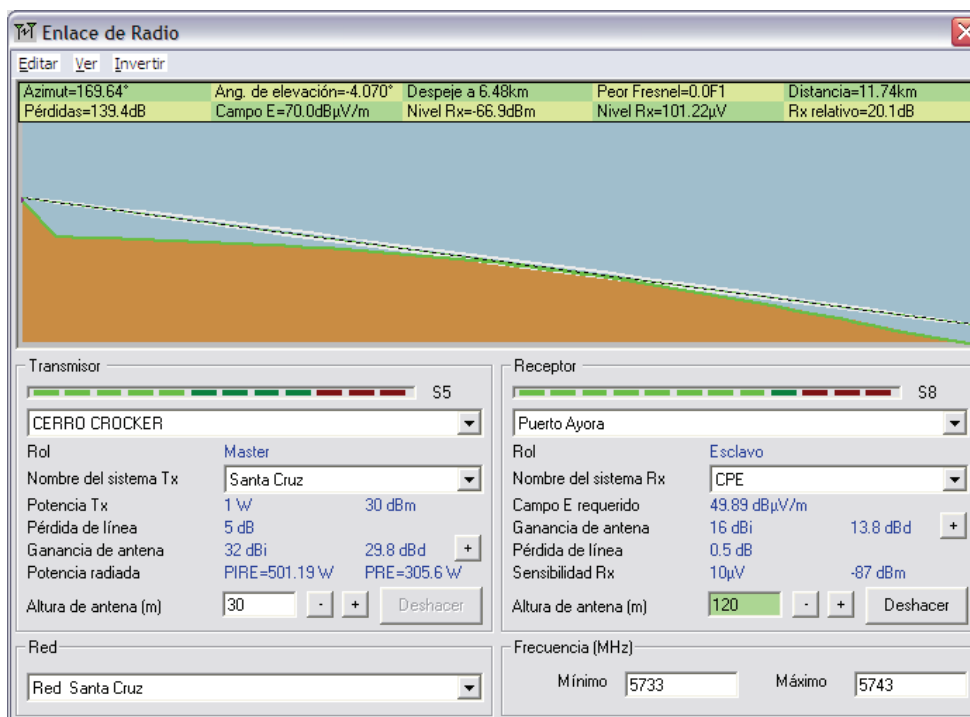 Enlace de Radio
Editar Ver Invertir
Azimut=169.64° Ang. de elevación=-4.070° Despeje a 6.48km Peor Fresnel=0.0F1 Distancia=11.74km
Pérdidas=139.4dB Campo E=70.0dBµV/m Nivel Rx=-66.9dBm Nivel Rx=101.22µV Rx relativo=20.1dB
Transmisor
S5
CERRO CROCKER
Rol Master
Nombre del sistema Tx Santa Cruz
Potencia Tx 1 W 30 dBm
Pérdida de línea 5 dB
Ganancia de antena 32 dBi 29.8 dBd +
Potencia radiada PIRE=501.19 W PRE=305.6 W
Altura de antena (m) 30 - + Deshacer
Red
Red Santa Cruz
Receptor
S8
Puerto Ayora
Rol Esclavo
Nombre del sistema Rx CPE
Campo E requerido 49.89 dBµV/m
Ganancia de antena 16 dBi 13.8 dBd +
Pérdida de línea 0.5 dB
Sensibilidad Rx 10µV -87 dBm
Altura de antena (m) 120 - + Deshacer
Frecuencia (MHz)
Mínimo 5733 Máximo 5743